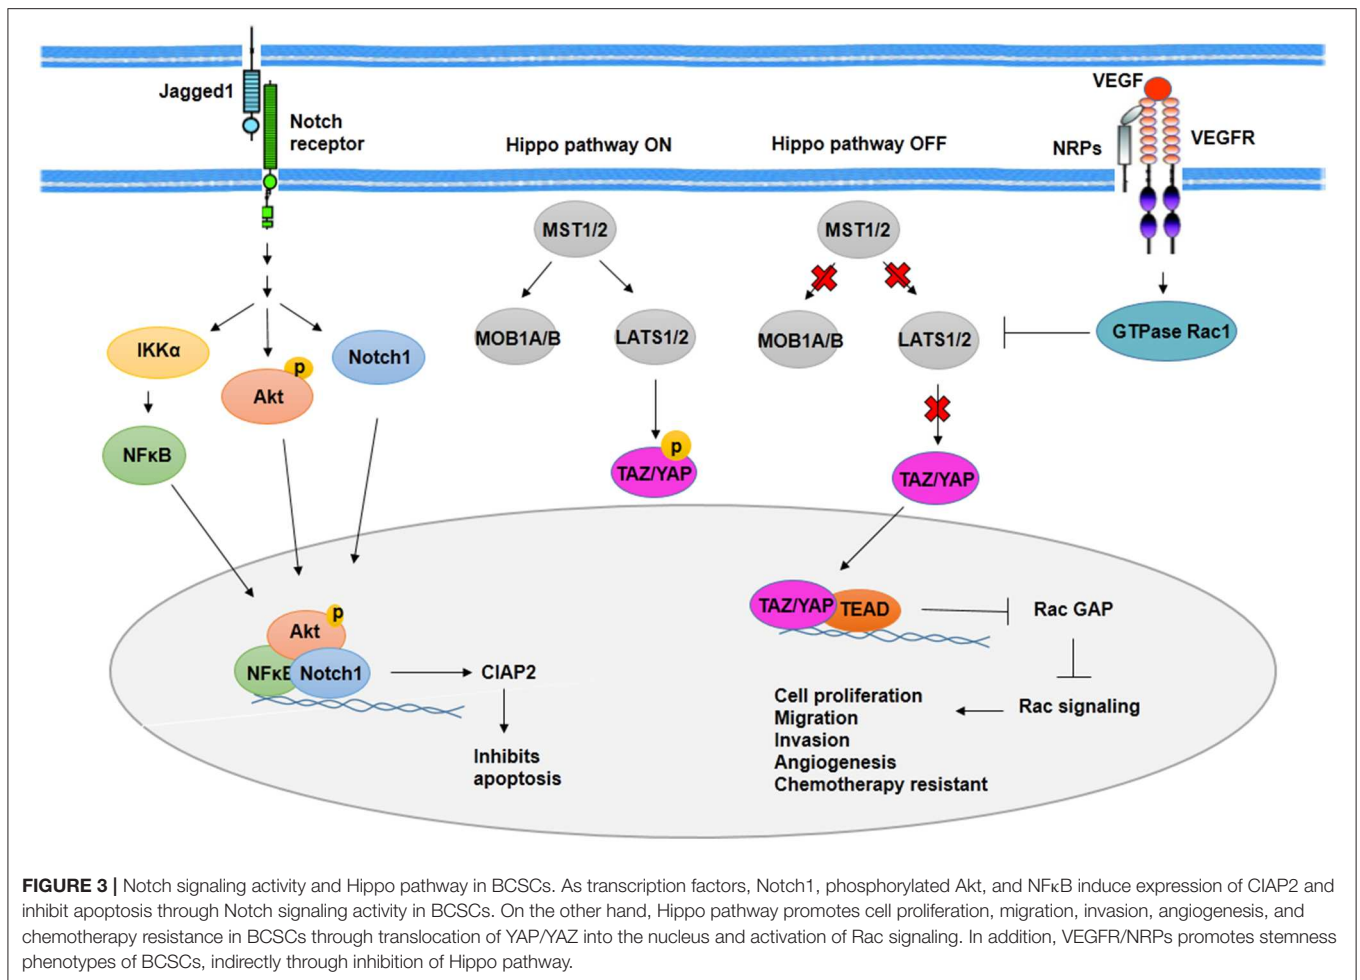 Jagged1
Notch
receptor
Hippo pathway ON
Hippo pathway OFF
VEGF
NRPs
VEGFR
MST1/2
MST1/2
MOB1A/B
LATS1/2
MOB1A/B
LATS1/2
GTPase Rac1
IKKα
p
Akt
Notch1
NFκB
p
TAZ/YAP
TAZ/YAP
p
Akt
NFκB
Notch1
CIAP2
Inhibits
apoptosis
TAZ/YAP
TEAD
Rac GAP
Rac signaling
Cell proliferation
Migration
Invasion
Angiogenesis
Chemotherapy resistant
FIGURE 3 | Notch signaling activity and Hippo pathway in BCSCs. As transcription factors, Notch1, phosphorylated Akt, and NFκB induce expression of CIAP2 and
inhibit apoptosis through Notch signaling activity in BCSCs. On the other hand, Hippo pathway promotes cell proliferation, migration, invasion, angiogenesis, and
chemotherapy resistance in BCSCs through translocation of YAP/YAZ into the nucleus and activation of Rac signaling. In addition, VEGFR/NRPs promotes stemness
phenotypes of BCSCs, indirectly through inhibition of Hippo pathway.